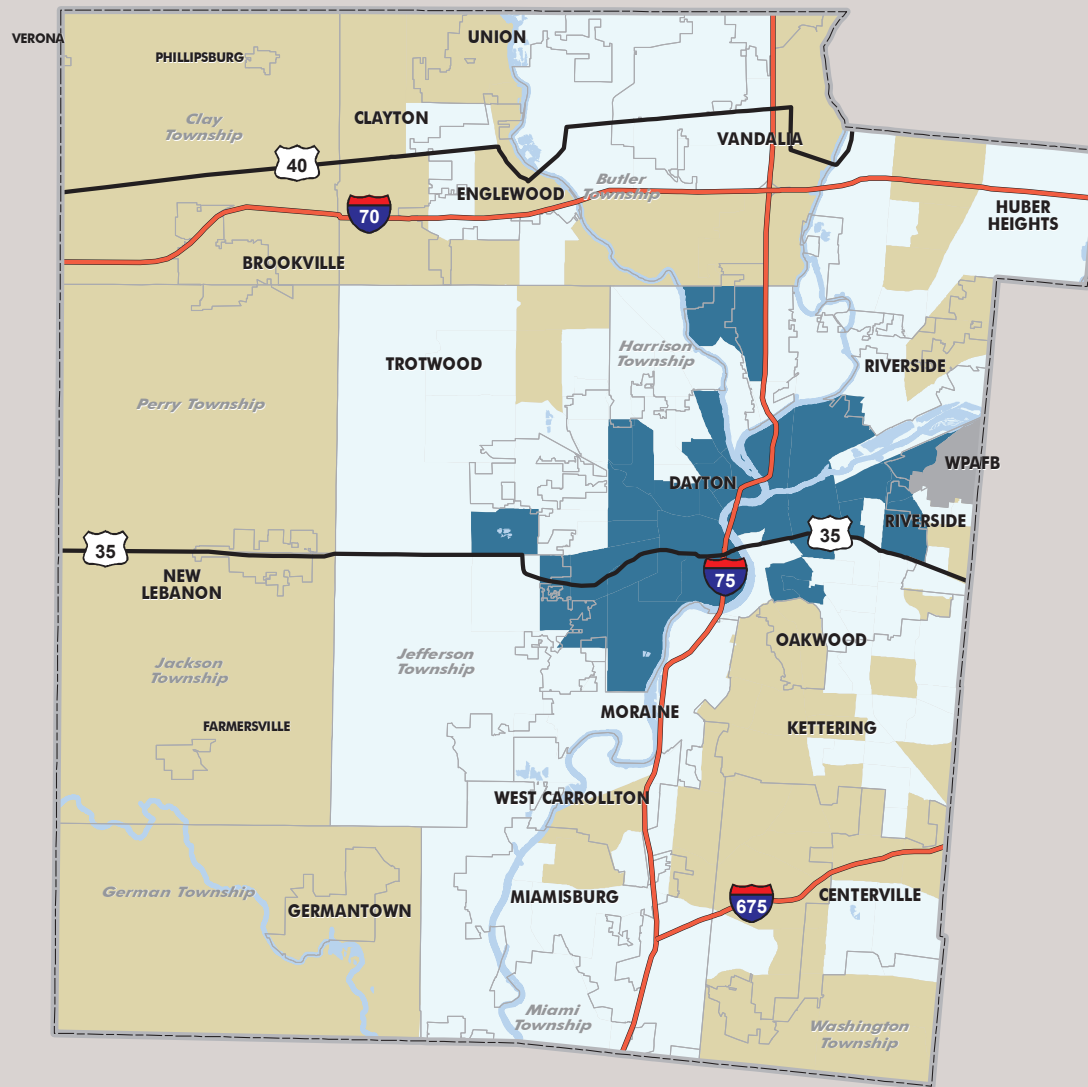 UNION
VERONA
PHILLIPSBURG
Clay
Township
CLAYTON
VANDALIA
40
Butler
Township
ENGLEWOOD
70
HUBER
HEIGHTS
BROOKVILLE
Harrison
Township
TROTWOOD
RIVERSIDE
Perry Township
WPAFB
DAYTON
RIVERSIDE
35
35
NEW
LEBANON
75
OAKWOOD
Jefferson
Township
Jackson
Township
MORAINE
FARMERSVILLE
KETTERING
WEST CARROLLTON
German Township
MIAMISBURG
CENTERVILLE
675
GERMANTOWN
Miami
Township
Washington
Township